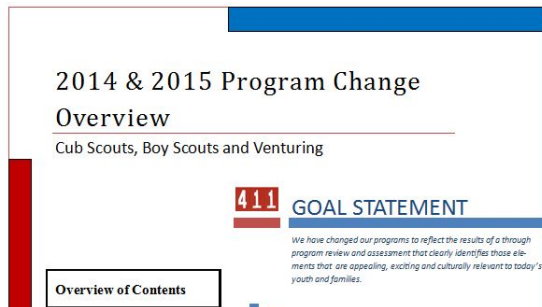 2014 & 2015 Program Change
Overview
Cub Scouts, Boy Scouts and Venturing
411
GOAL STATEMENT
We have changed our programs to reflect the results of a through
program review and assessment that clearly identifies those ele-
ments that are appealing, exciting and culturally relevant to today's
youth and families.
Overview of Contents